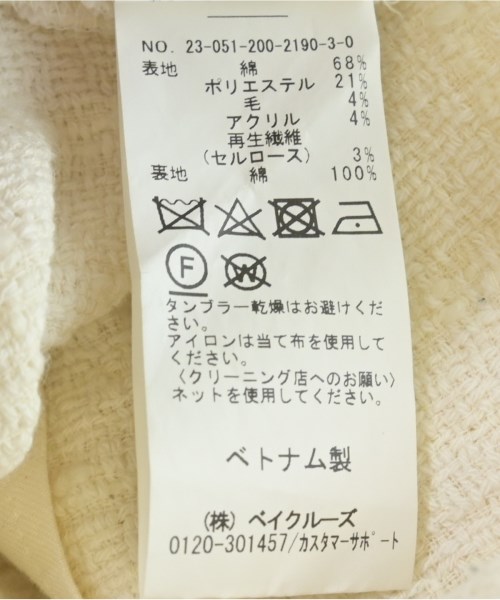 NO. 23-051-200-2190-3-0
表地 綿 68%
ポリエステル 21%
毛 4%
アクリル 4%
再生繊維
(セルロース) 3%
裏地 綿 100%
F W
タンブラー乾燥はお避けくだ
さい。
アイロンは当て布を使用して
ください。
〈クリーニング店へのお願い〉
ネットを使用してください。
ベトナム製
(株) ベイクルーズ
0120-301457/カスタマーサポート